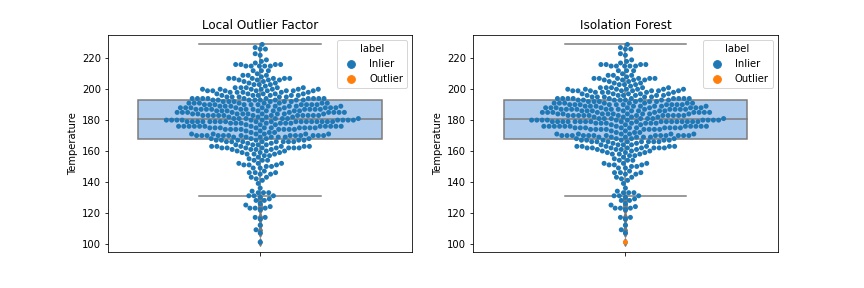 Local Outlier Factor
label
Inlier
Outlier
Temperature
220
200
180
160
140
120
100
Isolation Forest
label
Inlier
Outlier
Temperature
220
200
180
160
140
120
100